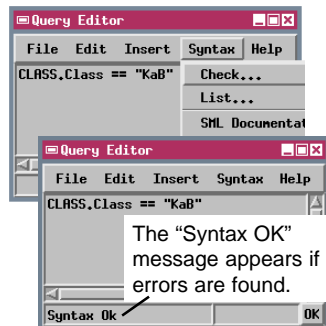 Query Editor
File Edit Insert Syntax Help
CLASS.Class == "KaB"
Check...
List...
SML Documentat
Query Editor
File Edit Insert Syntax Help
CLASS.Class == "KaB"
The “Syntax OK”
message appears if
errors are found.
Syntax Ok
OK